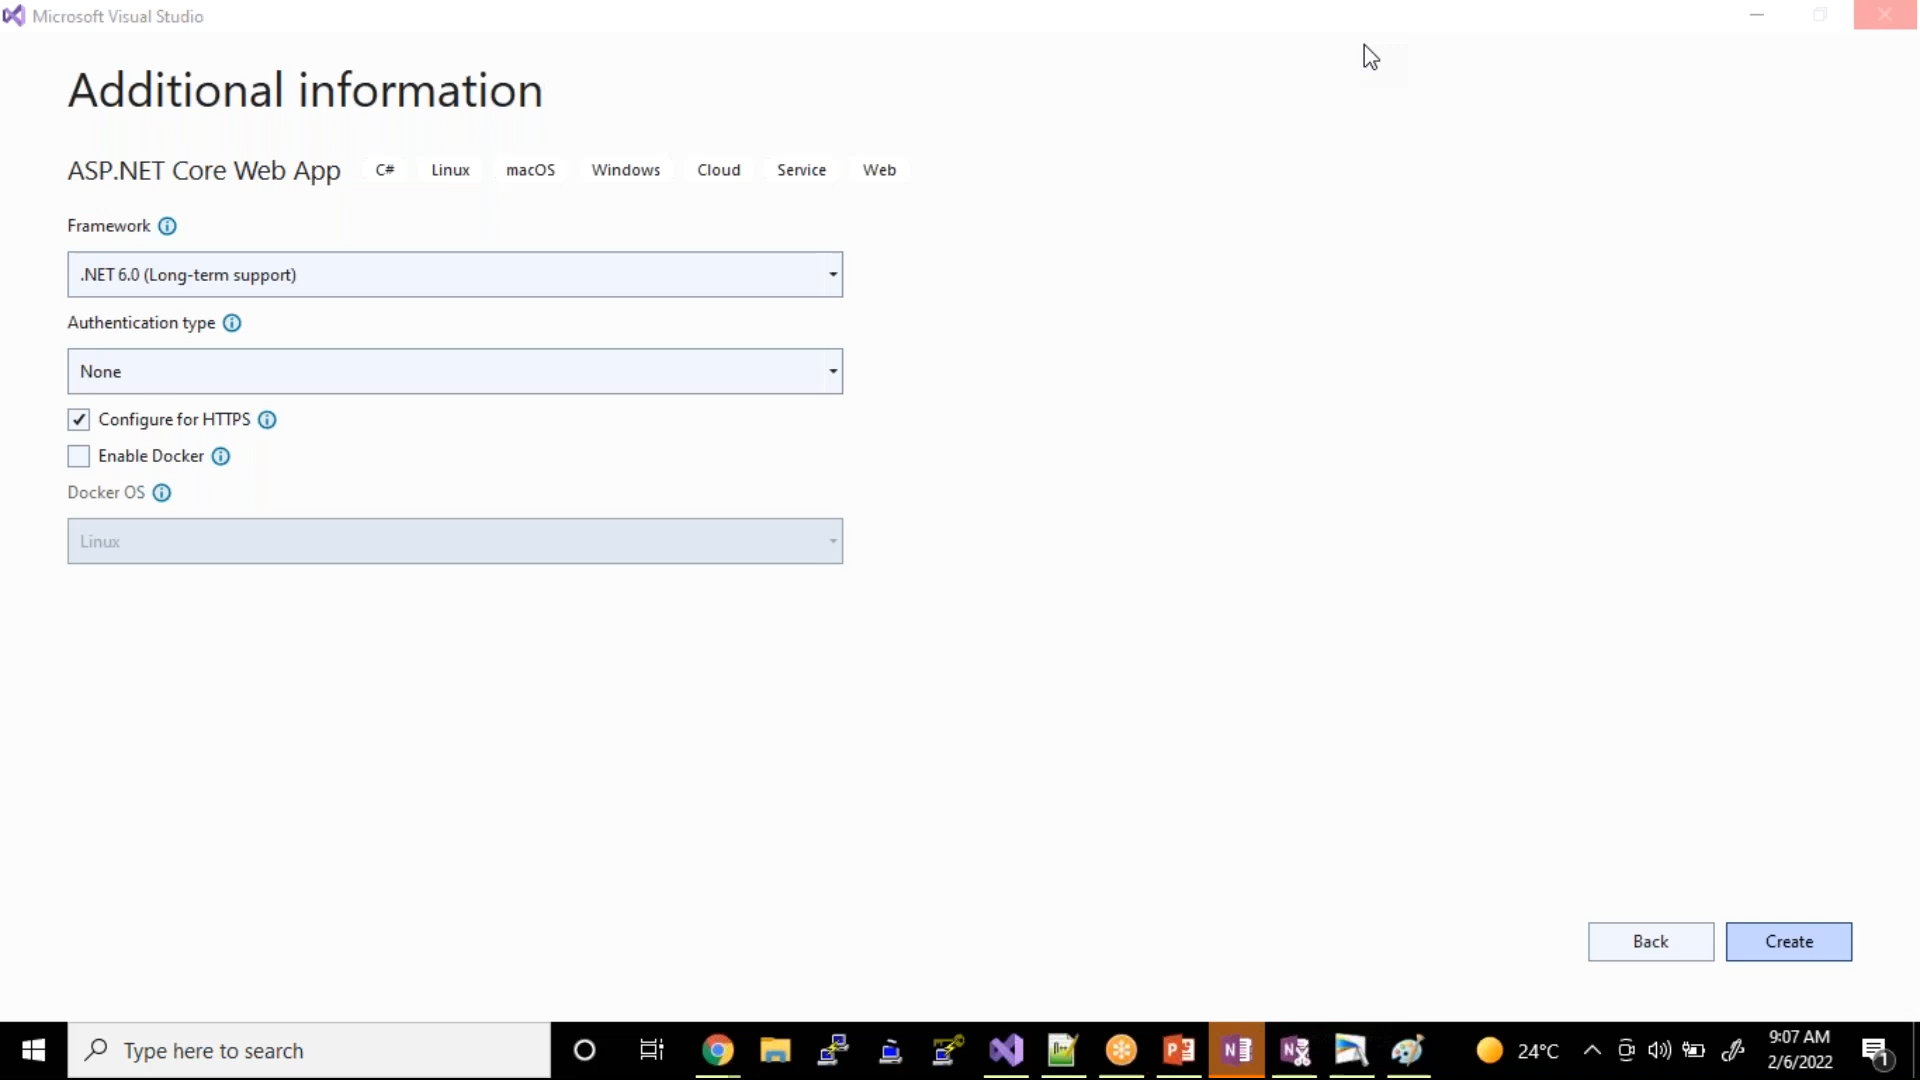 Microsoft Visual Studio
Additional information
ASP.NET Core Web App C# Linux macOS Windows Cloud Service Web
Framework
.NET 6.0 (Long-term support)
Authentication type
None
Configure for HTTPS
Enable Docker
Docker OS
Linux
Back Create
Type here to search
24°C
9:07 AM
2/6/2022
1